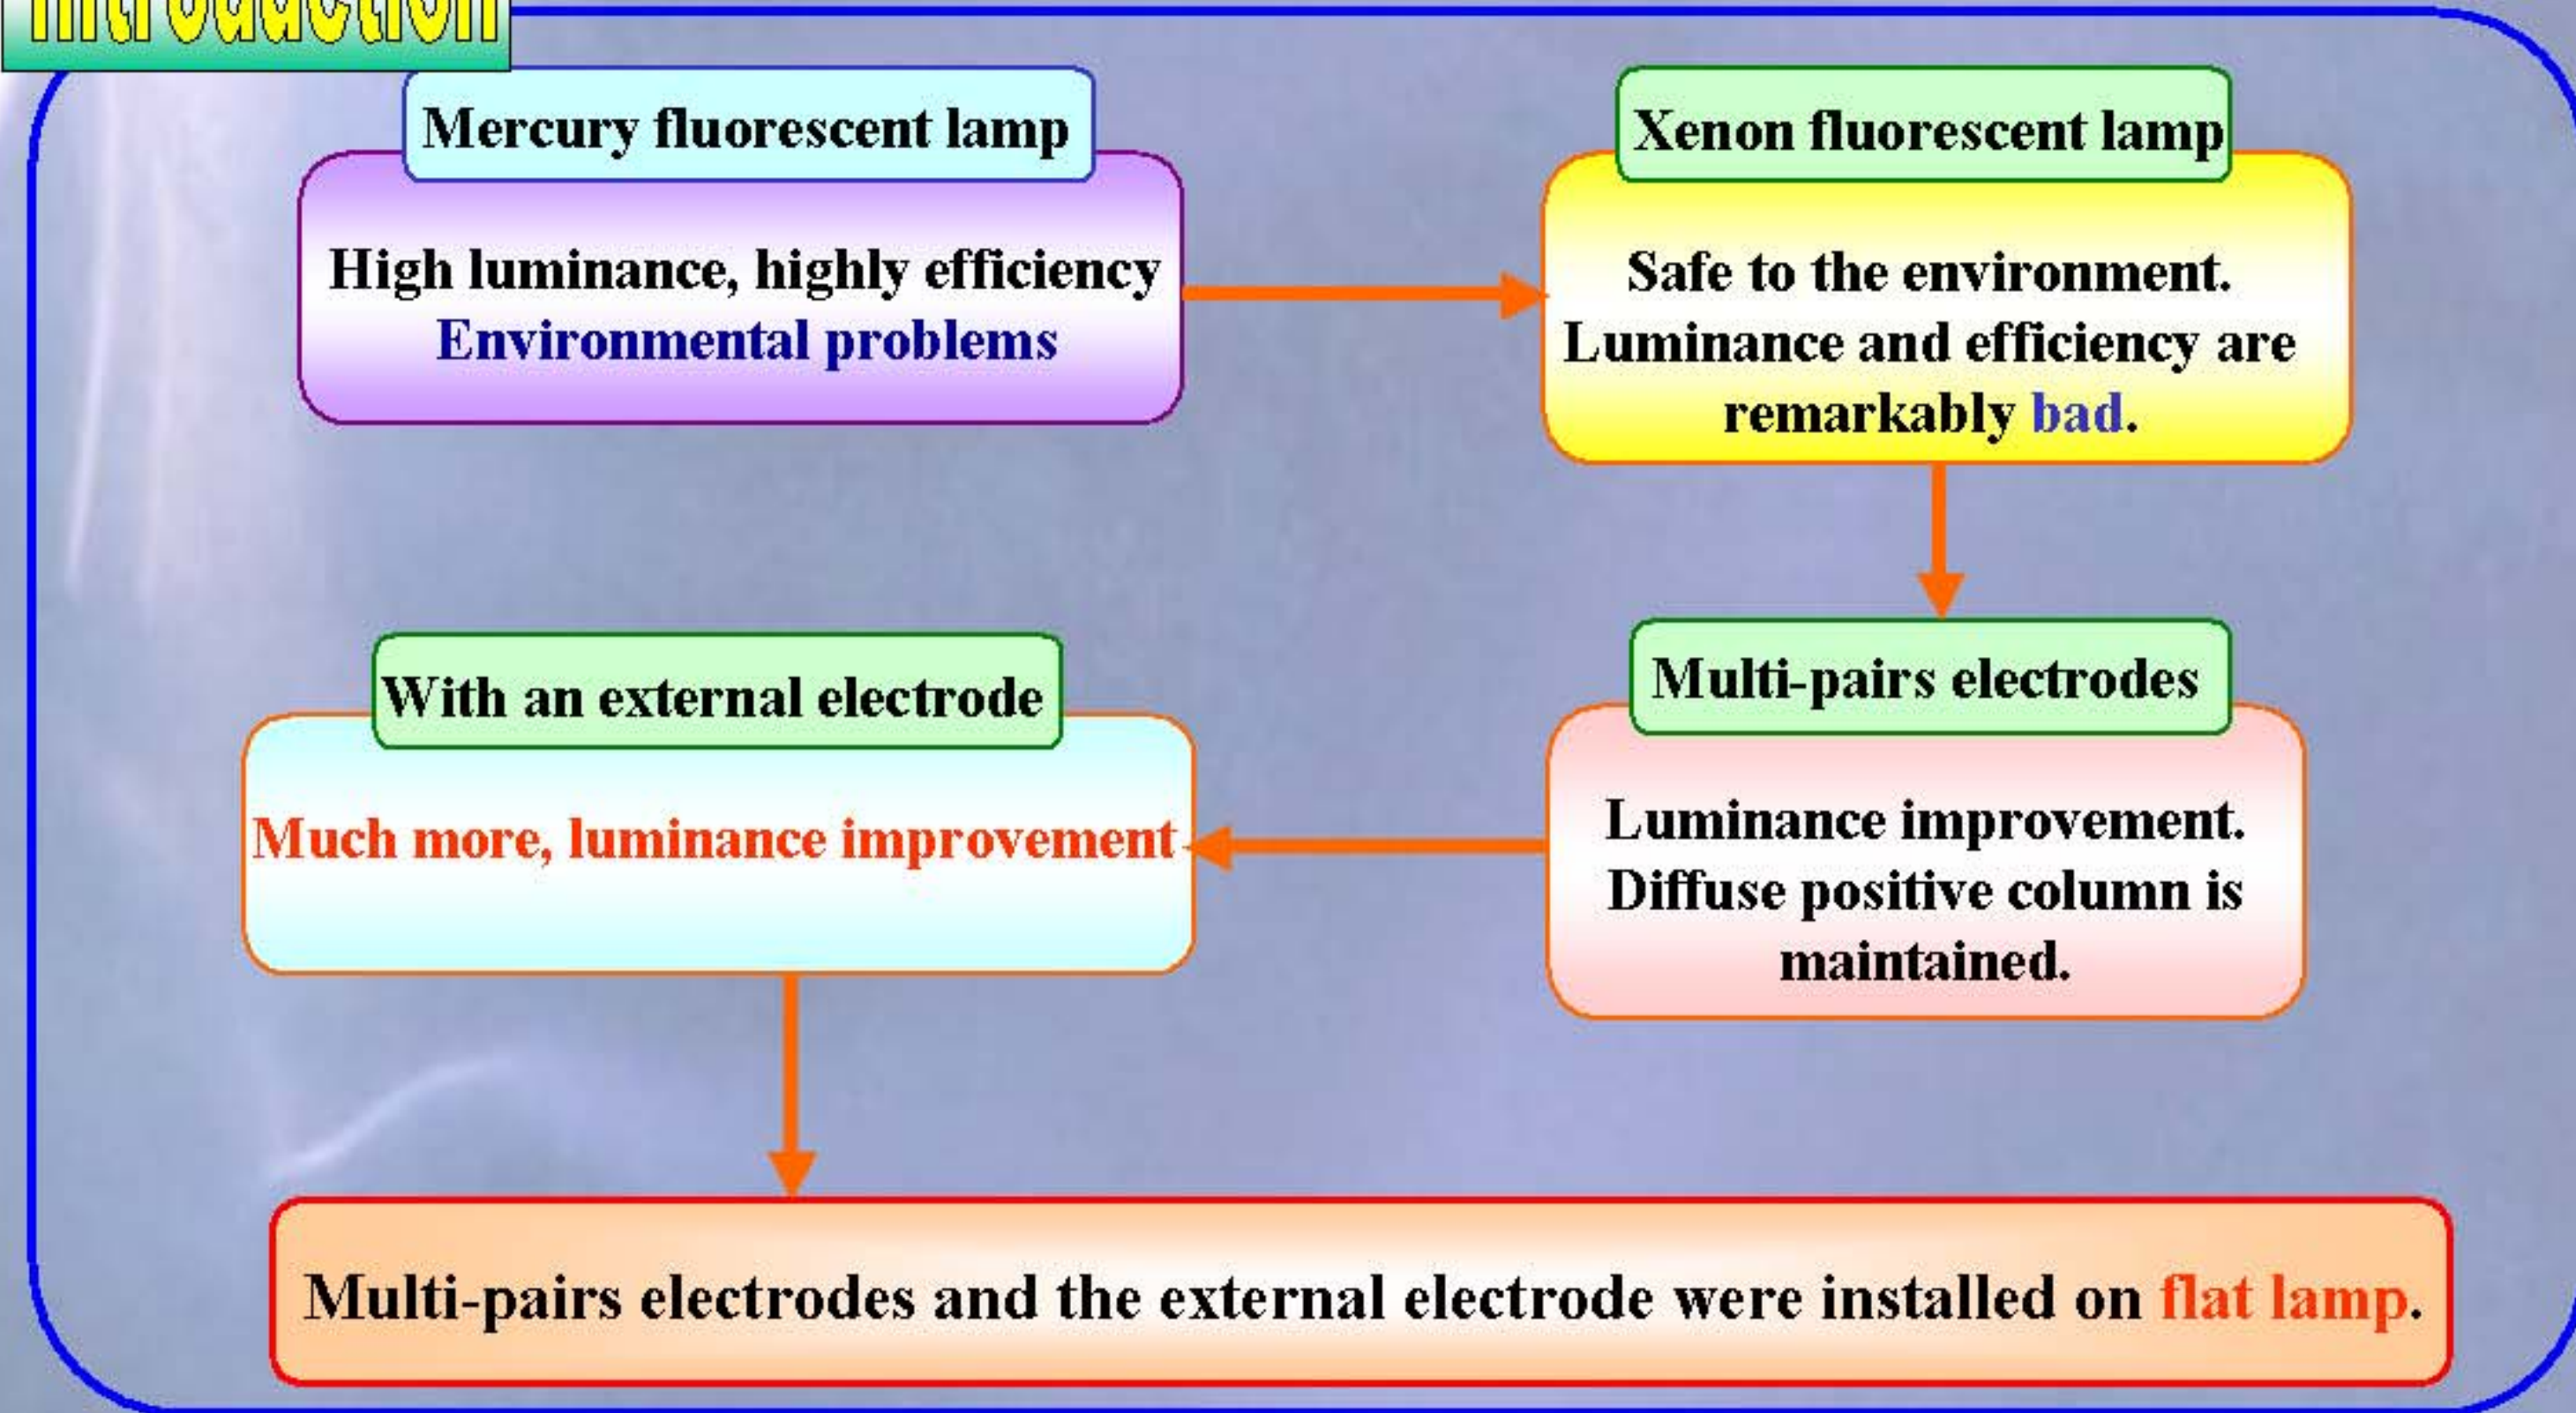 Introduction
Mercury fluorescent lamp
High luminance, highly efficiency
Environmental problems
Xenon fluorescent lamp
Safe to the environment.
Luminance and efficiency are
remarkably bad.
Multi-pairs electrodes
Luminance improvement.
Diffuse positive column is
maintained.
With an external electrode
Much more, luminance improvement
Multi-pairs electrodes and the external electrode were installed on flat lamp.